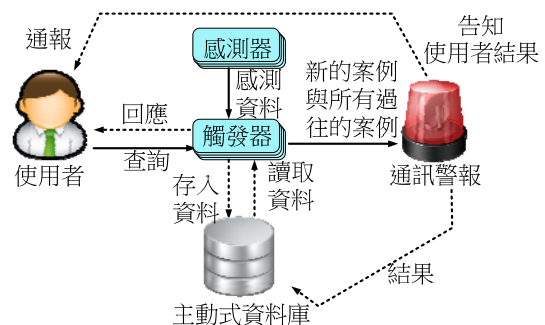 通報
告知
使用者結果
感測器
感測
資料
新的案例
與所有過
往的案例
回應
觸發器
查詢
使用者
通訊警報
存入
資料
讀取
資料
結果
主動式資料庫